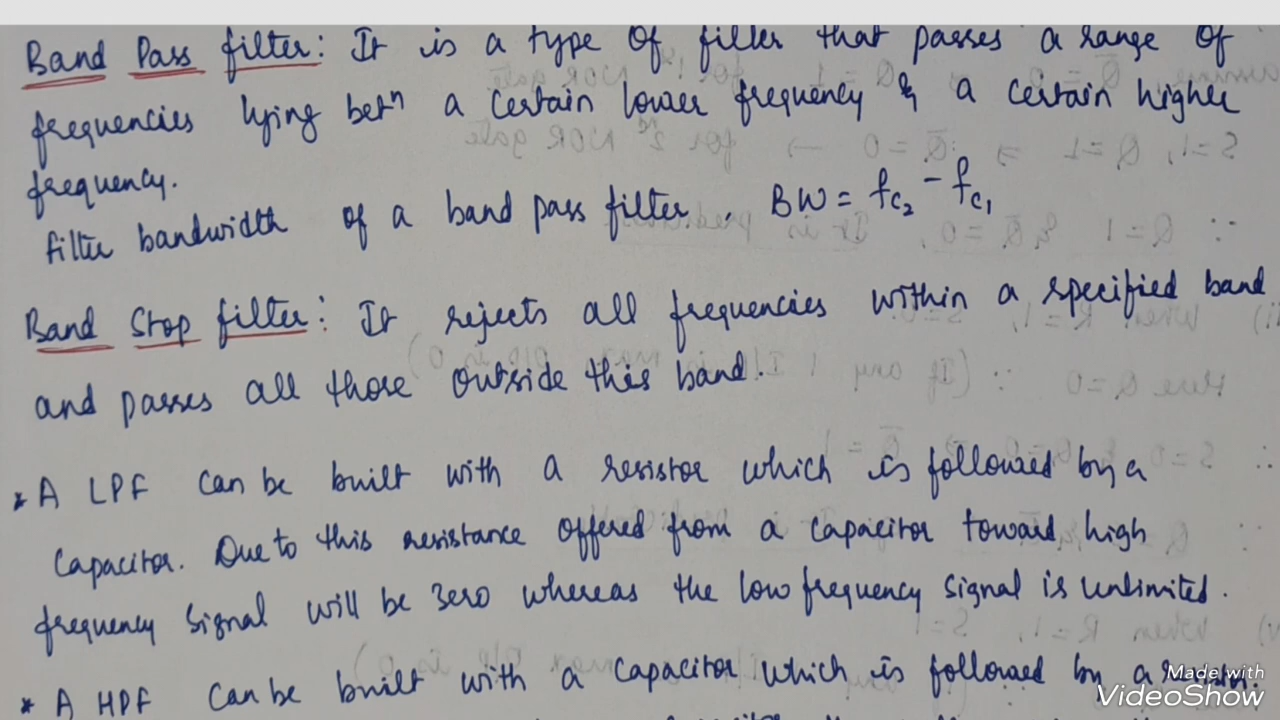 Band Pass filter: It is a type of filter that passes a range of
frequencies lying betⁿ a certain lower frequency & a certain higher
frequency.
filter bandwidth of a band pass filter. BW = fc₂ - fc₁
Band Stop filter: It rejects all frequencies within a specified band
and passes all those outside this band.
* A LPF can be built with a resistor which is followed by a
Capacitor. Due to this resistance offered from a capacitor toward high
frequency signal will be zero whereas the low frequency signal is unlimited.
* A HPF can be built with a capacitor which is followed by a resistor.
Made with
VideoShow